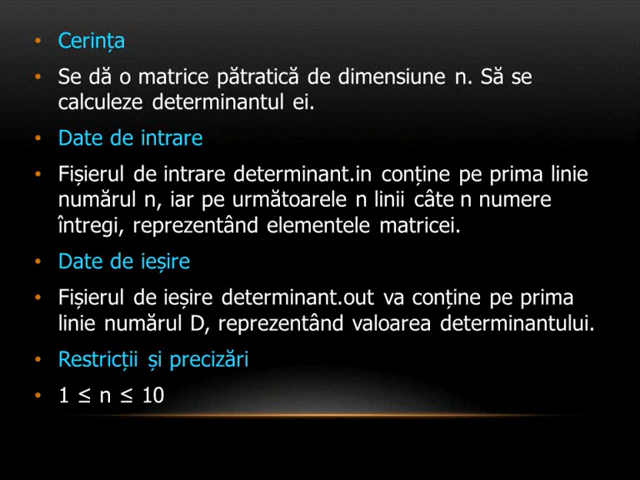 • Cerința
• Se dă o matrice pătratică de dimensiune n. Să se
calculeze determinantul ei.
• Date de intrare
• Fișierul de intrare determinant.in conține pe prima linie
numărul n, iar pe următoarele n linii câte n numere
întregi, reprezentând elementele matricei.
• Date de ieșire
• Fișierul de ieșire determinant.out va conține pe prima
linie numărul D, reprezentând valoarea determinantului.
• Restricții și precizări
• 1 ≤ n ≤ 10